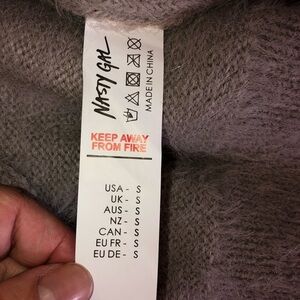 NASTY GAL
MADE IN CHINA
KEEP AWAY
FROM FIRE
USA - S
UK - S
AUS - S
NZ - S
CAN - S
EU FR - S
EU DE - S